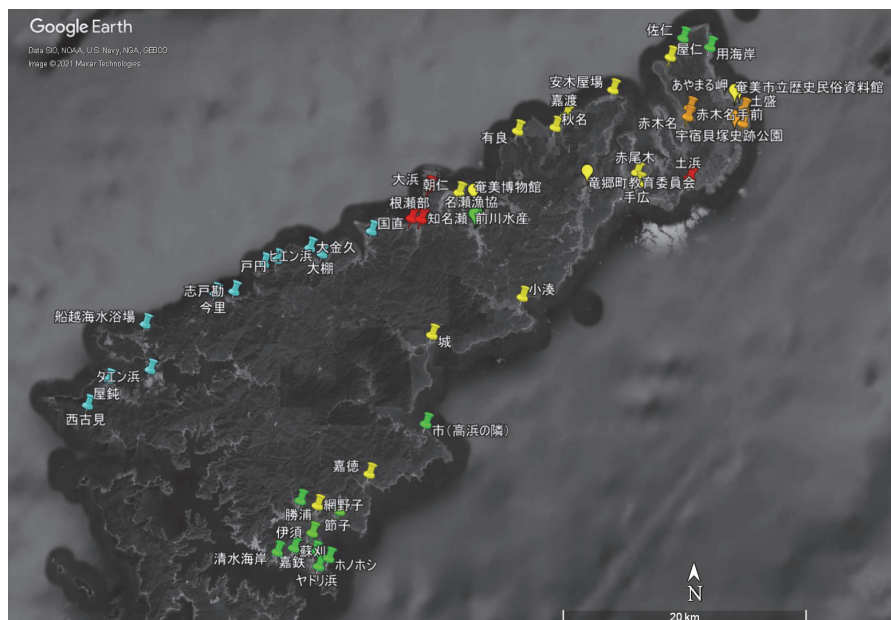 Google Earth
Data SIO, NOAA, U.S. Navy, NGA, GEBCO
Image © 2021 Maxar Technologies
佐仁
屋仁
用海岸
安木屋場
あやまる岬
奄美市立歴史民俗資料館
土盛
嘉渡
秋名
赤木名
赤木名手前
有良
宇宿貝塚史跡公園
赤尾木
土浜
大浜
朝仁
奄美博物館
竜郷町教育委員会
手広
根瀬部
名瀬漁協
国直
知名瀬
前川水産
大金久
ヒエン浜
戸円
大棚
志戸勘
今里
小湊
船越海水浴場
城
タエン浜
屋鈍
西古見
市(高浜の隣)
嘉徳
網野子
勝浦
節子
伊須
蘇刈
清水海岸
嘉鉄
ホノホシ
ヤドリ浜
N
20 km